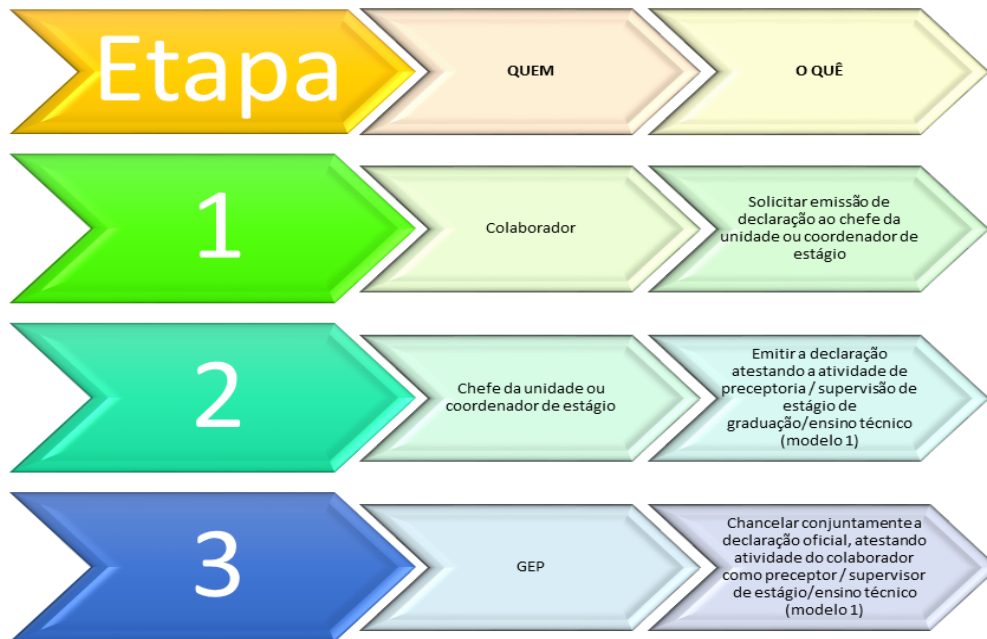 Etapa
QUEM
O QUÊ
1
Colaborador
Solicitar emissão de
declaração ao chefe da
unidade ou coordenador de
estágio
2
Chefe da unidade ou
coordenador de estágio
Emitir a declaração
atestando a atividade de
preceptoria / supervisão de
estágio de
graduação/ensino técnico
(modelo 1)
3
GEP
Chancelar conjuntamente a
declaração oficial, atestando
atividade do colaborador
como preceptor / supervisor
de estágio/ensino técnico
(modelo 1)